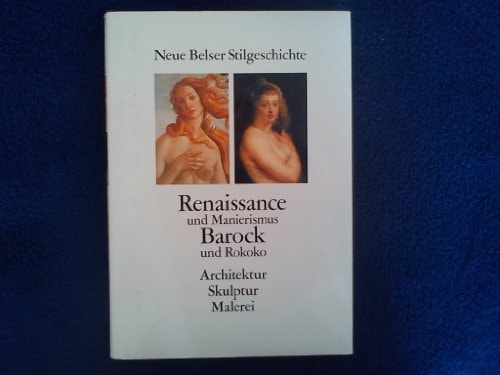 Neue Belser Stilgeschichte
Renaissance
und Manierismus
Barock
und Rokoko
Architektur
Skulptur
Malerei